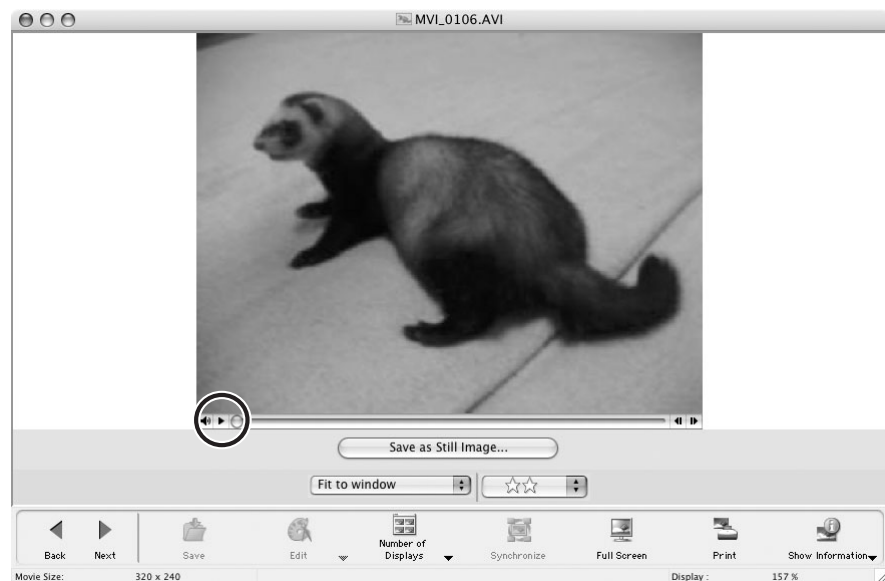 MVI_0106.AVI
Save as Still Image...
Fit to window
Back
Next
Save
Edit
Number of
Displays
Synchronize
Full Screen
Print
Show Information
Movie Size: 320 x 240
Display : 157 %